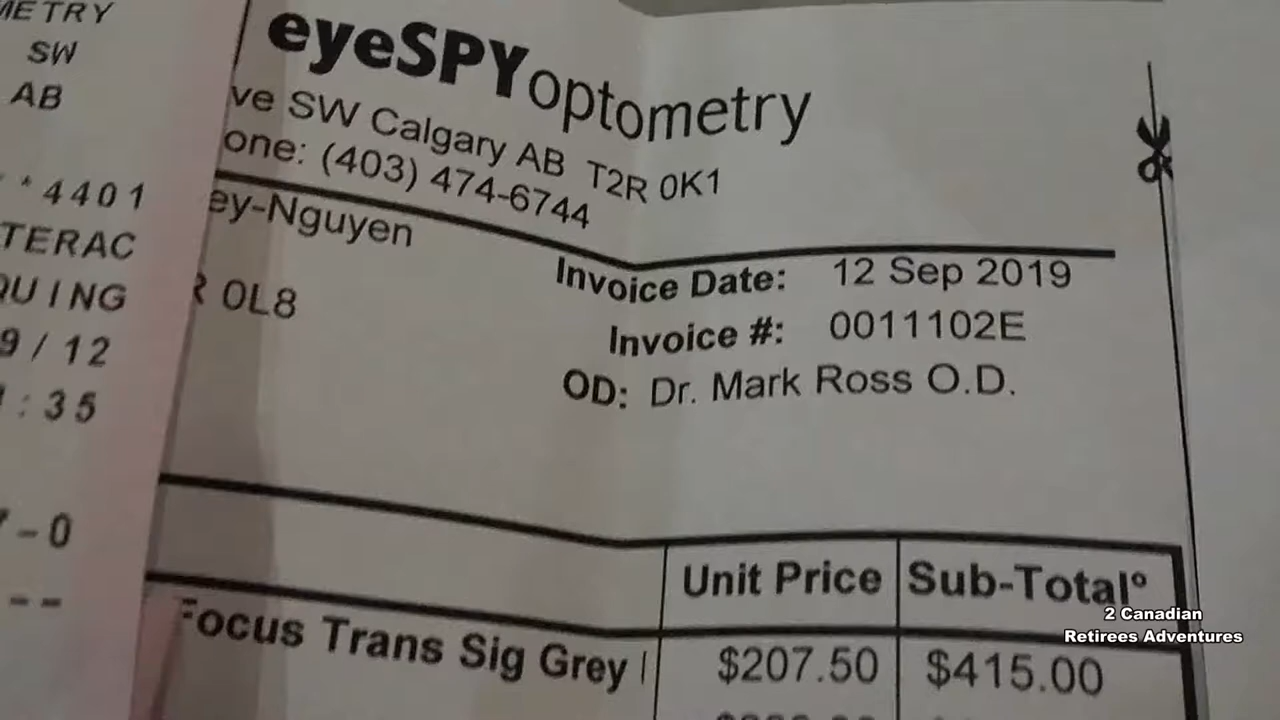 METRY
SW
AB
*4401
TERAC
QUING
9/12
:35
-0
--
eyeSPYoptometry
ve SW Calgary AB T2R 0K1
one: (403) 474-6744
ey-Nguyen
R 0L8
Invoice Date: 12 Sep 2019
Invoice #: 0011102E
OD: Dr. Mark Ross O.D.
Unit Price Sub-Total°
Focus Trans Sig Grey $207.50 $415.00
2 Canadian
Retirees Adventures